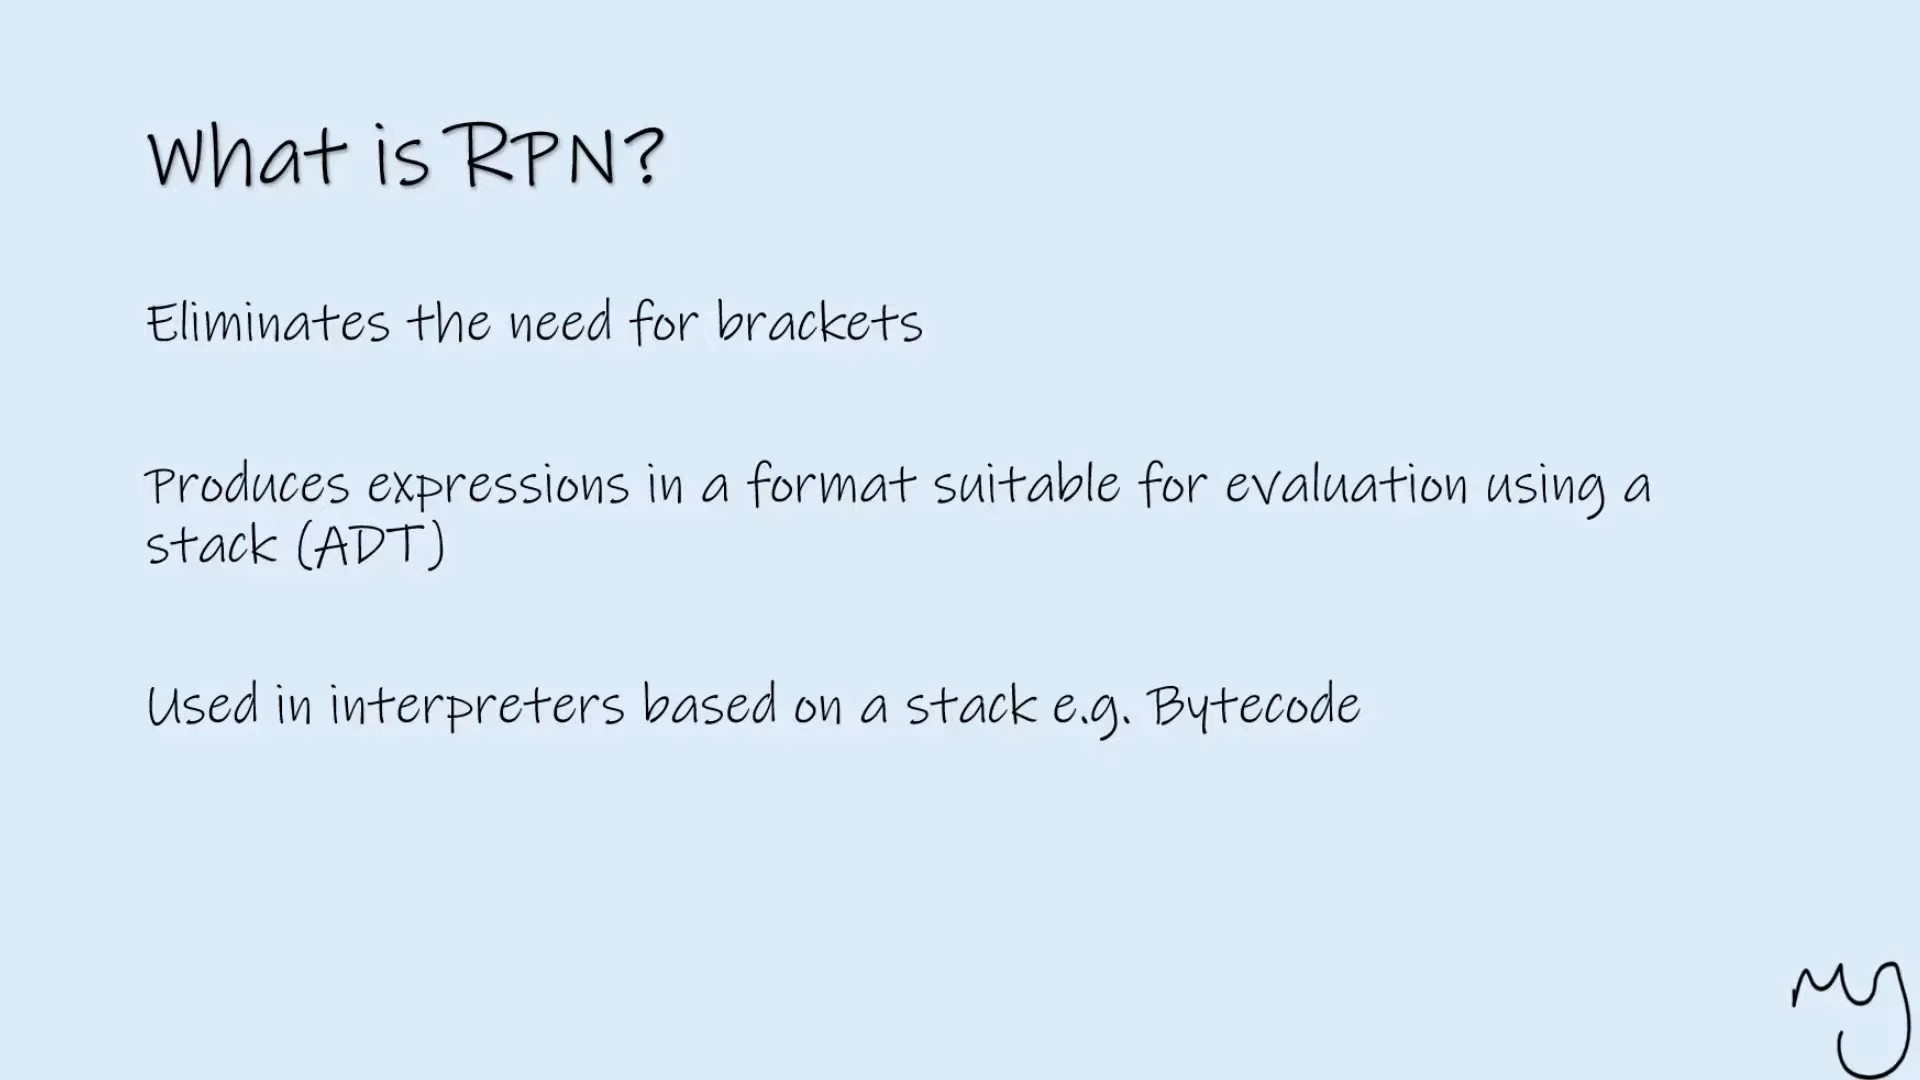 What is RPN?
Eliminates the need for brackets
Produces expressions in a format suitable for evaluation using a
stack (ADT)
Used in interpreters based on a stack e.g. Bytecode